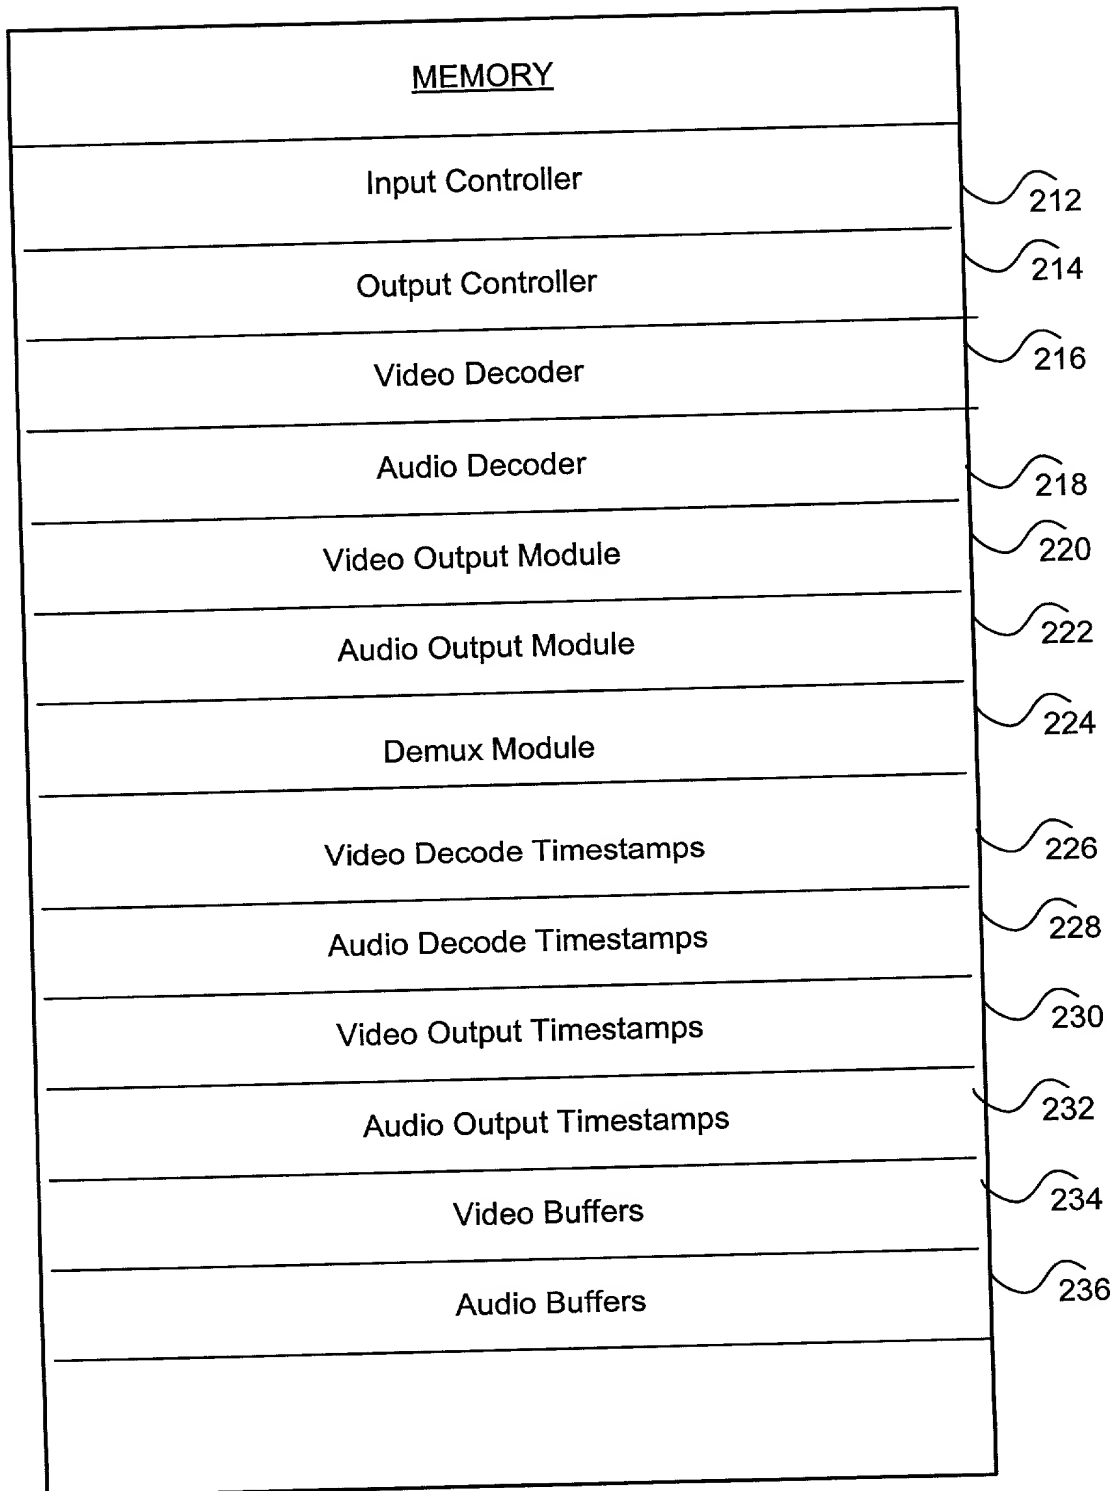 MEMORY
Input Controller
212
Output Controller
214
Video Decoder
216
Audio Decoder
218
Video Output Module
220
Audio Output Module
222
Demux Module
224
Video Decode Timestamps
226
Audio Decode Timestamps
228
Video Output Timestamps
230
Audio Output Timestamps
232
Video Buffers
234
Audio Buffers
236